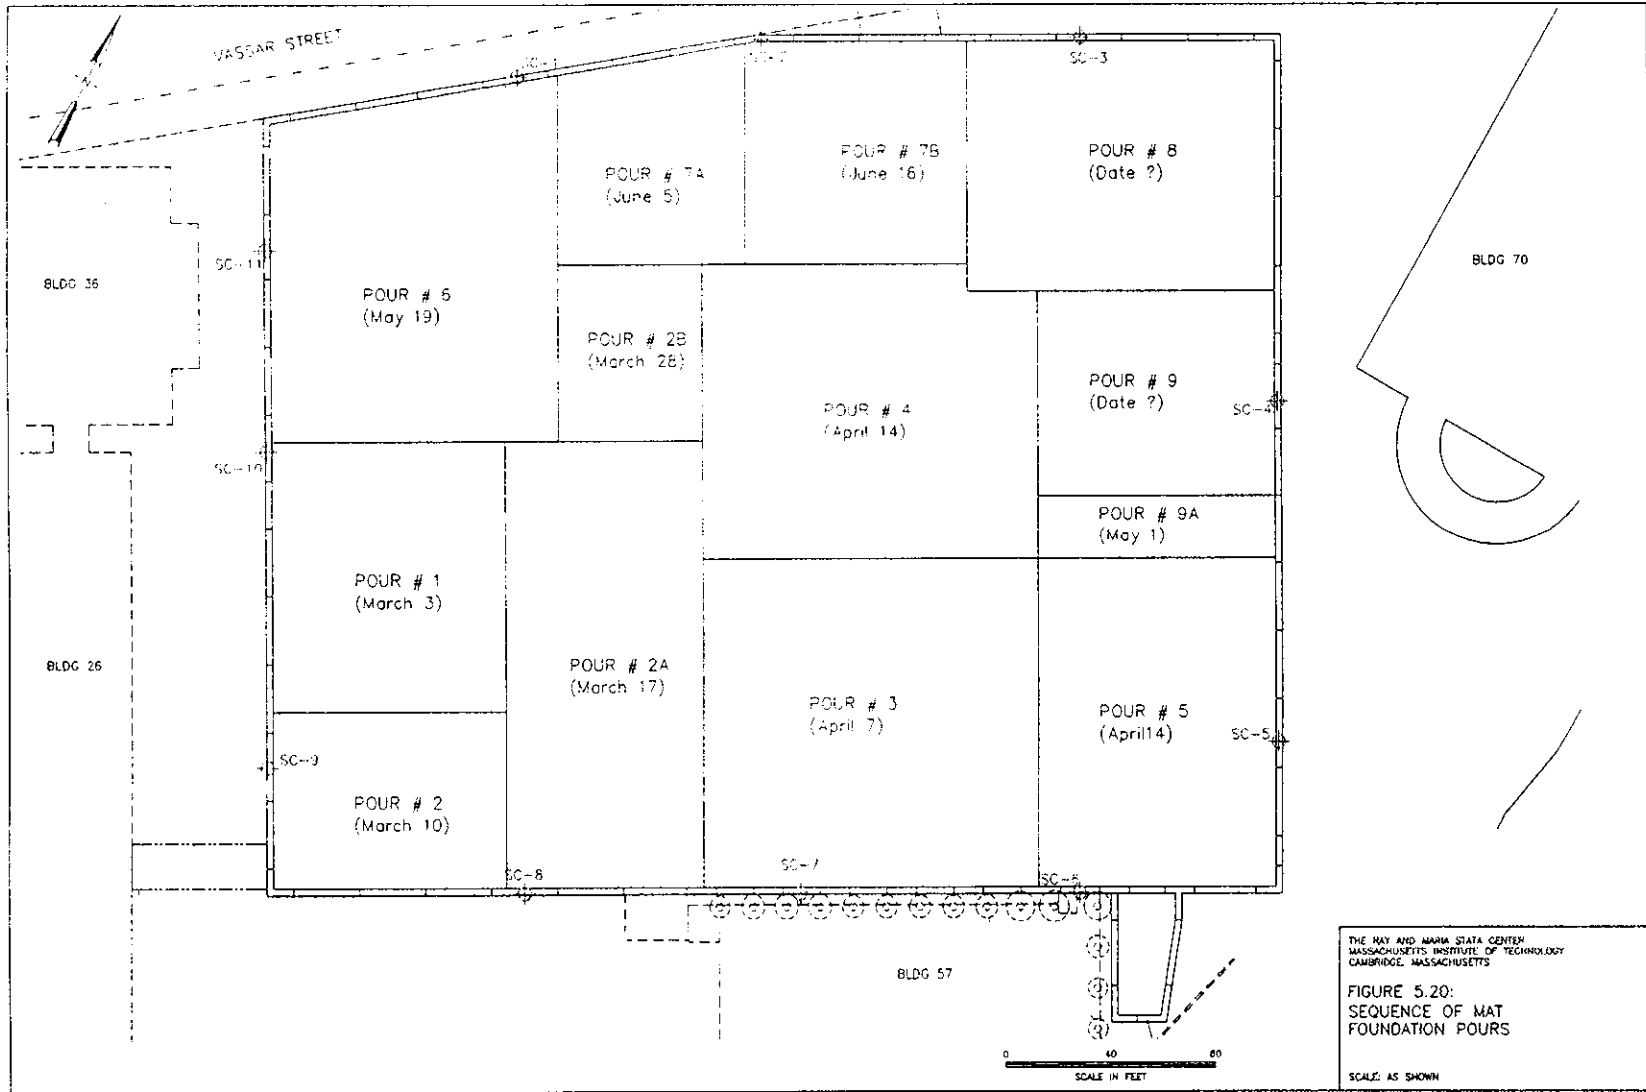 VASSAR STREET
N
SC-1
SC-2
SC-3
POUR # 7A
(June 5)
POUR # 7B
(June 16)
POUR # 8
(Date ?)
SC-11
BLDG 36
POUR # 6
(May 19)
BLDG 70
POUR # 2B
(March 28)
POUR # 4
(April 14)
POUR # 9
(Date ?)
SC-4
SC-10
POUR # 9A
(May 1)
POUR # 1
(March 3)
BLDG 26
POUR # 2A
(March 17)
POUR # 3
(April 7)
POUR # 5
(April14)
SC-5
SC-9
POUR # 2
(March 10)
SC-8
SC-7
SC-6
BLDG 57
0 40 80
SCALE IN FEET
THE RAY AND MARIA STATA CENTER
MASSACHUSETTS INSTITUTE OF TECHNOLOGY
CAMBRIDGE, MASSACHUSETTS
FIGURE 5.20:
SEQUENCE OF MAT
FOUNDATION POURS
SCALE: AS SHOWN